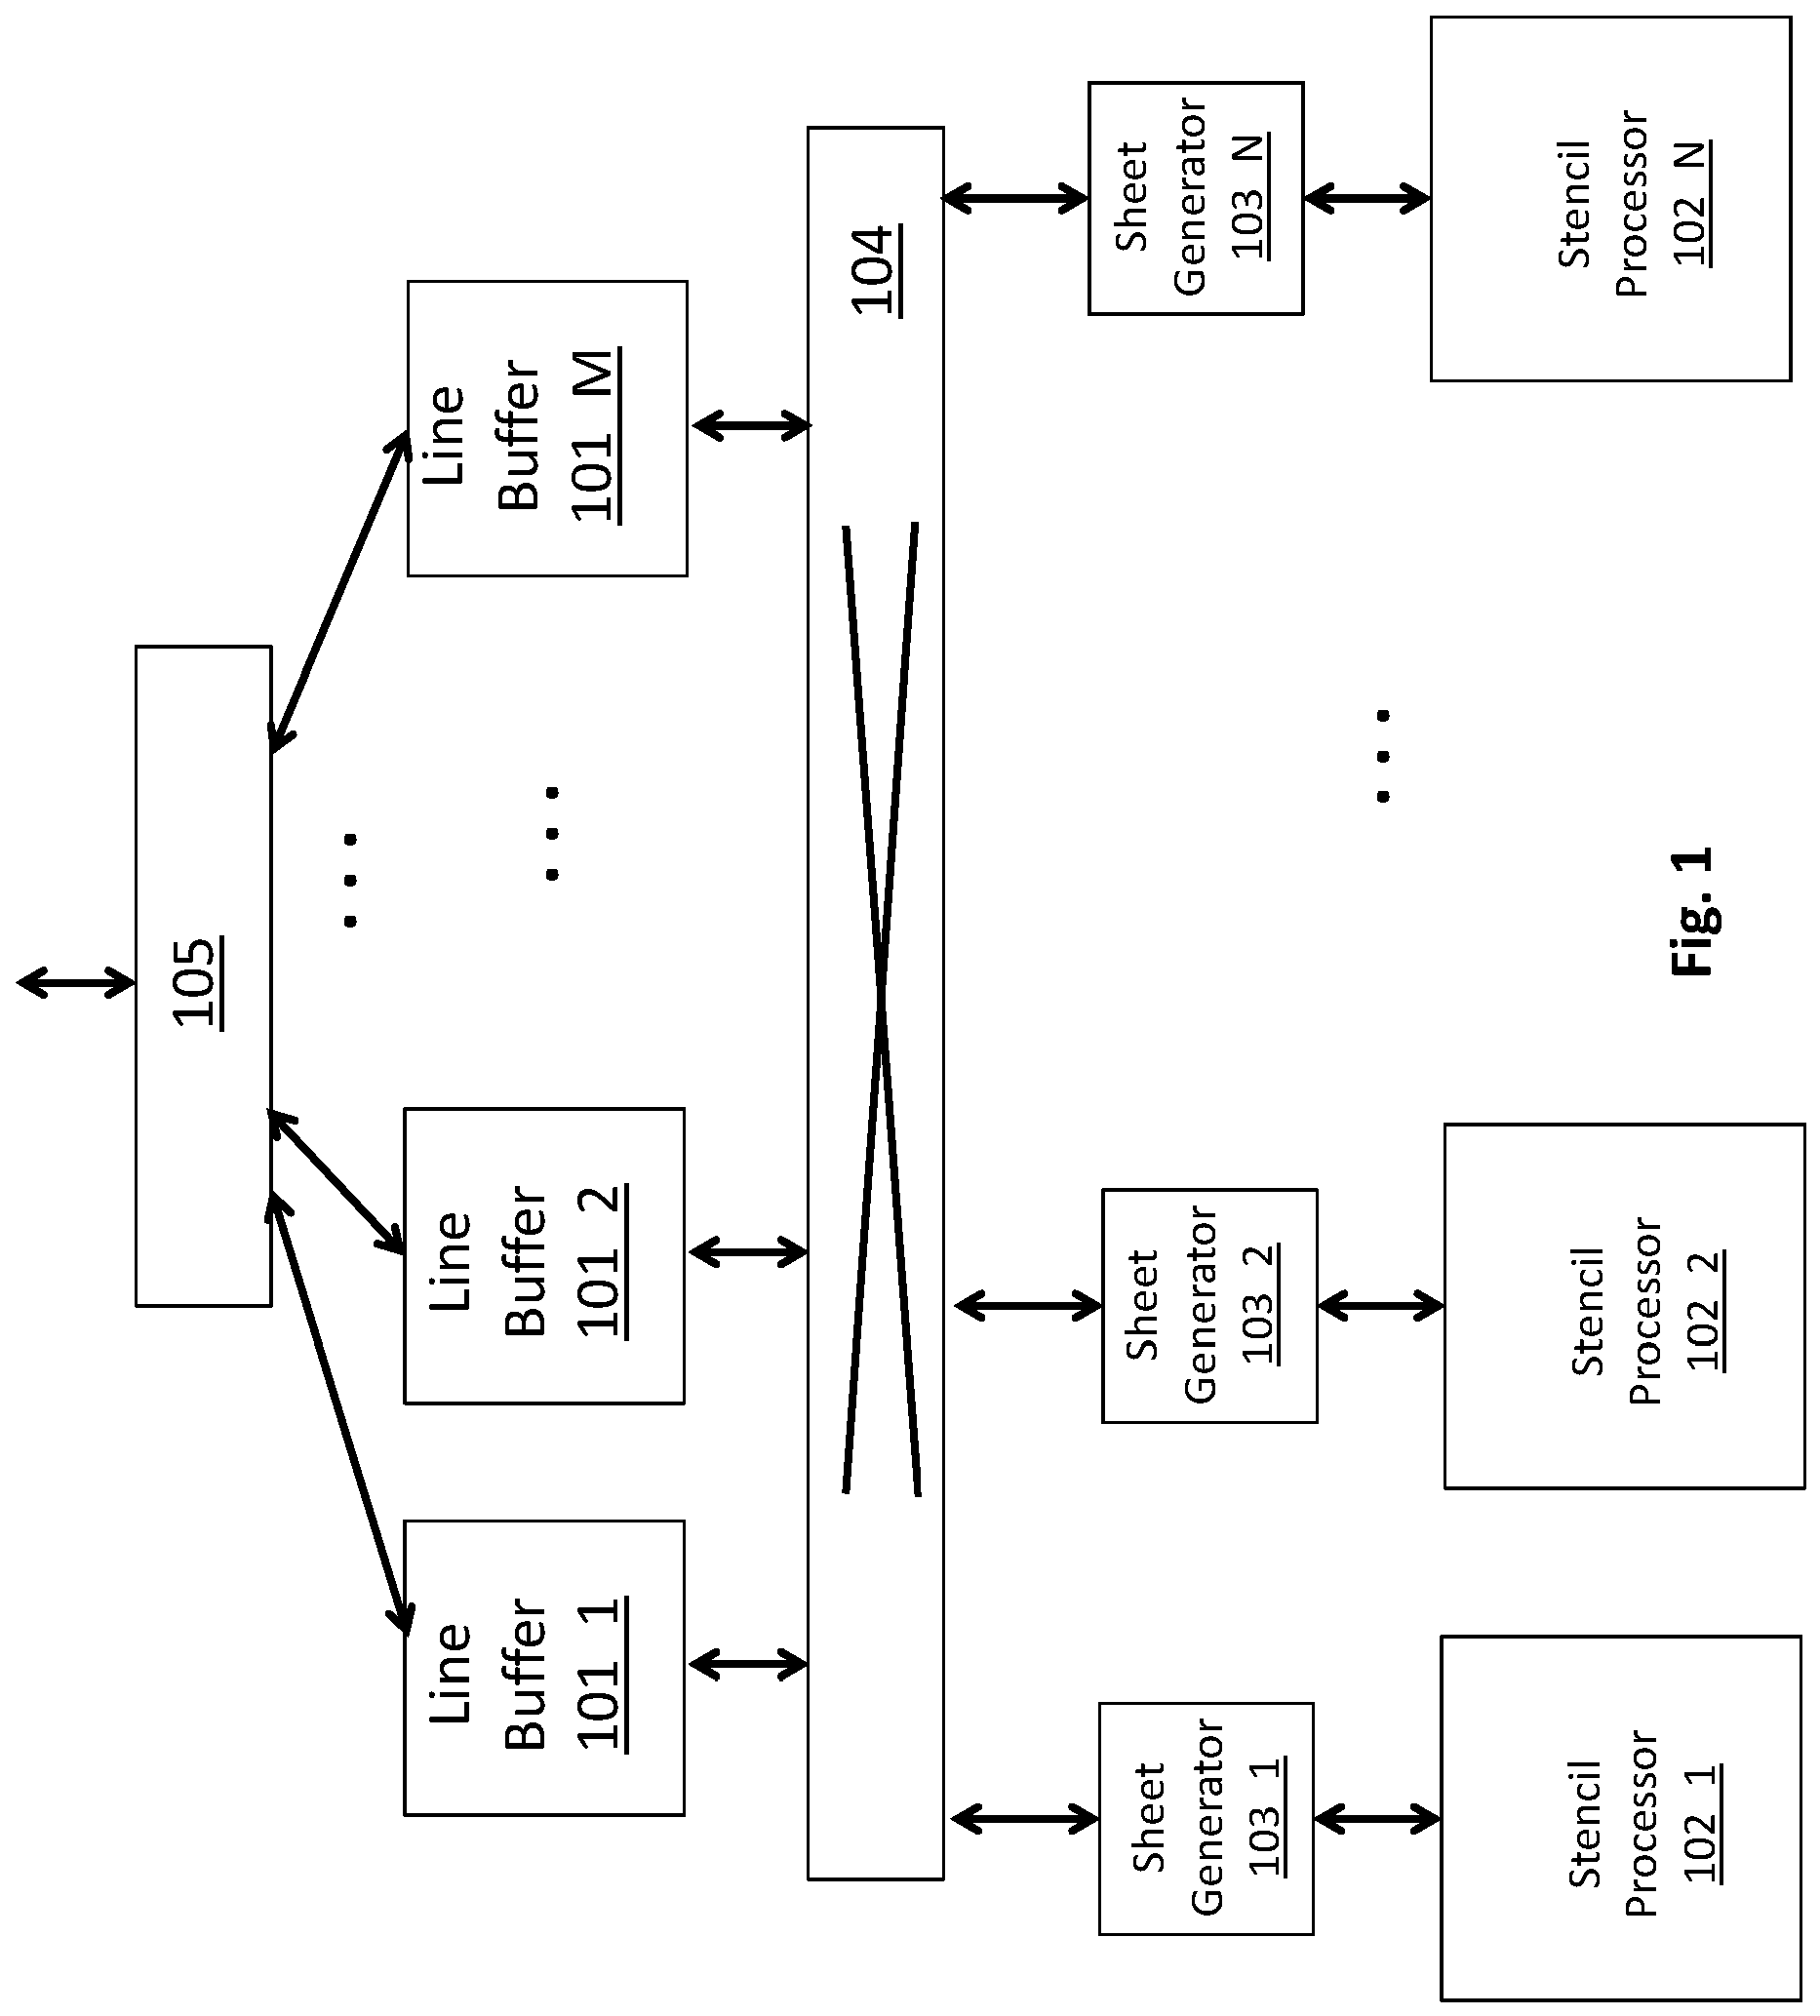 105
Line
Buffer
101_1
Line
Buffer
101_2
Line
Buffer
101_M
104
Sheet
Generator
103_1
Sheet
Generator
103_2
Sheet
Generator
103_N
Stencil
Processor
102_1
Stencil
Processor
102_2
Stencil
Processor
102_N
Fig. 1